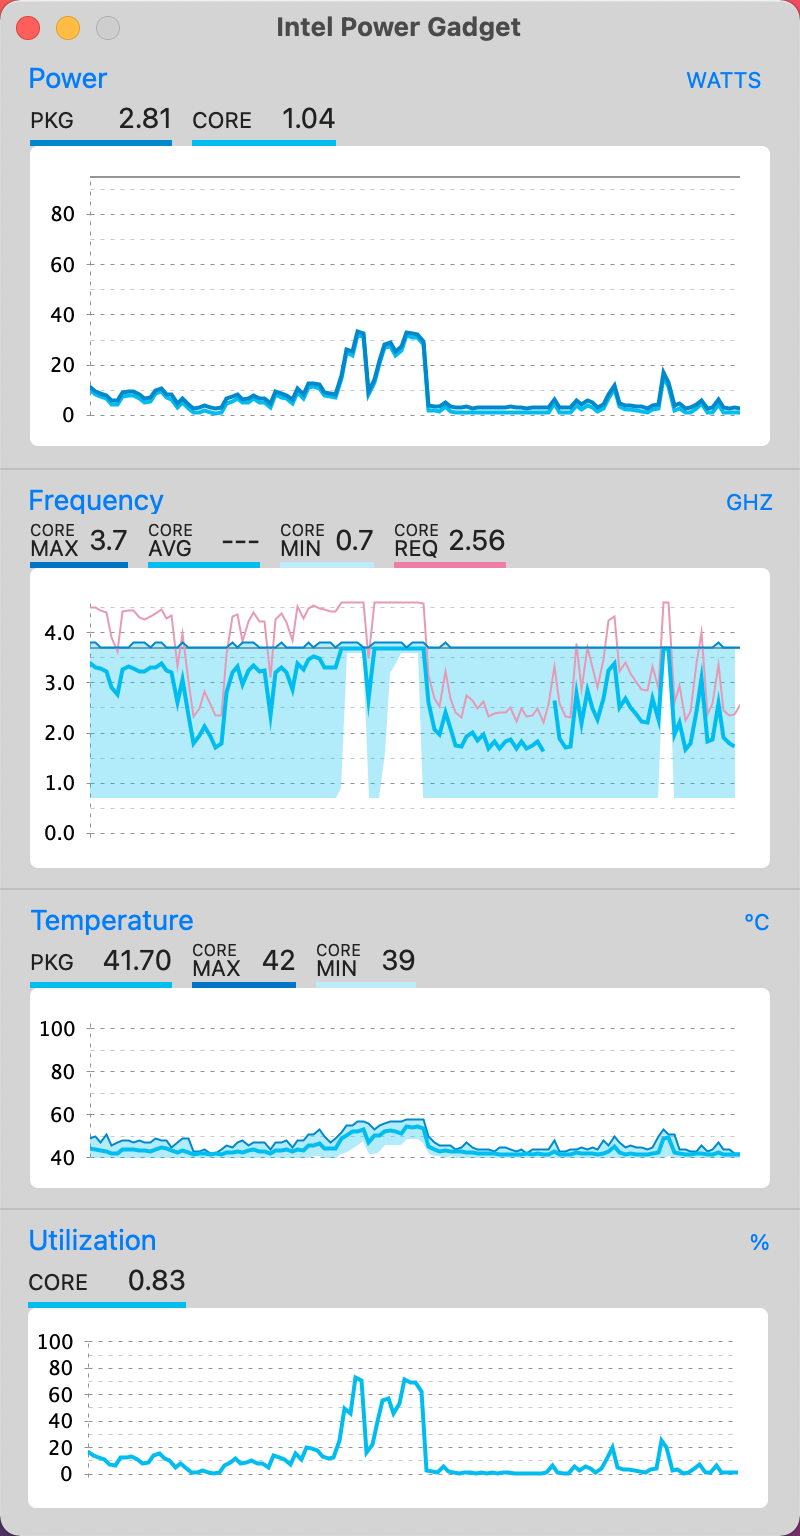 Intel Power Gadget
Power WATTS
PKG 2.81 CORE 1.04
80
60
40
20
0
Frequency GHZ
CORE MAX 3.7 CORE AVG --- CORE MIN 0.7 CORE REQ 2.56
4.0
3.0
2.0
1.0
0.0
Temperature °C
PKG 41.70 CORE MAX 42 CORE MIN 39
100
80
60
40
Utilization %
CORE 0.83
100
80
60
40
20
0